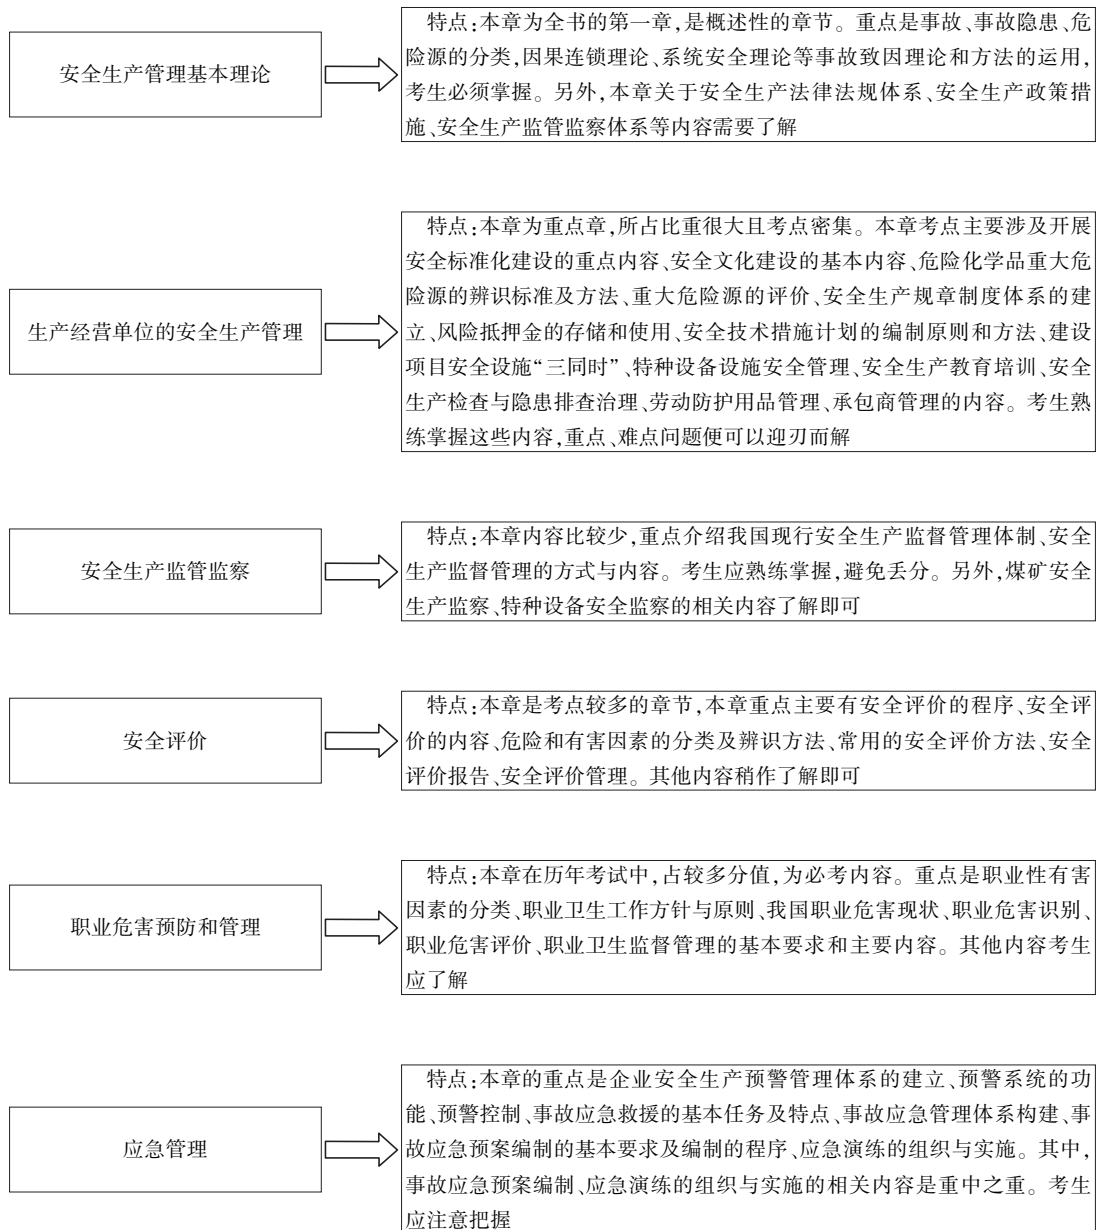 安全生产管理基本理论
特点:本章为全书的第一章,是概述性的章节。重点是事故、事故隐患、危
险源的分类,因果连锁理论、系统安全理论等事故致因理论和方法的运用,
考生必须掌握。另外,本章关于安全生产法律法规体系、安全生产政策措
施、安全生产监管监察体系等内容需要了解
生产经营单位的安全生产管理
特点:本章为重点章,所占比重很大且考点密集。本章考点主要涉及开展
安全标准化建设的重点内容、安全文化建设的基本内容、危险化学品重大危
险源的辨识标准及方法、重大危险源的评价、安全生产规章制度体系的建
立、风险抵押金的存储和使用、安全技术措施计划的编制原则和方法、建设
项目安全设施“三同时”、特种设备设施安全管理、安全生产教育培训、安全
生产检查与隐患排查治理、劳动防护用品管理、承包商管理的内容。考生熟
练掌握这些内容,重点、难点问题便可以迎刃而解
安全生产监管监察
特点:本章内容比较少,重点介绍我国现行安全生产监督管理体制、安全
生产监督管理的方式与内容。考生应熟练掌握,避免丢分。另外,煤矿安全
生产监察、特种设备安全监察的相关内容了解即可
安全评价
特点:本章是考点较多的章节,本章重点主要有安全评价的程序、安全评
价的内容、危险和有害因素的分类及辨识方法、常用的安全评价方法、安全
评价报告、安全评价管理。其他内容稍作了解即可
职业危害预防和管理
特点:本章在历年考试中,占较多分值,为必考内容。重点是职业性有害
因素的分类、职业卫生工作方针与原则、我国职业危害现状、职业危害识别、
职业危害评价、职业卫生监督管理的基本要求和主要内容。其他内容考生
应了解
应急管理
特点:本章的重点是企业安全生产预警管理体系的建立、预警系统的功
能、预警控制、事故应急救援的基本任务及特点、事故应急管理体系构建、事
故应急预案编制的基本要求及编制的程序、应急演练的组织与实施。其中,
事故应急预案编制、应急演练的组织与实施的相关内容是重中之重。考生
应注意把握